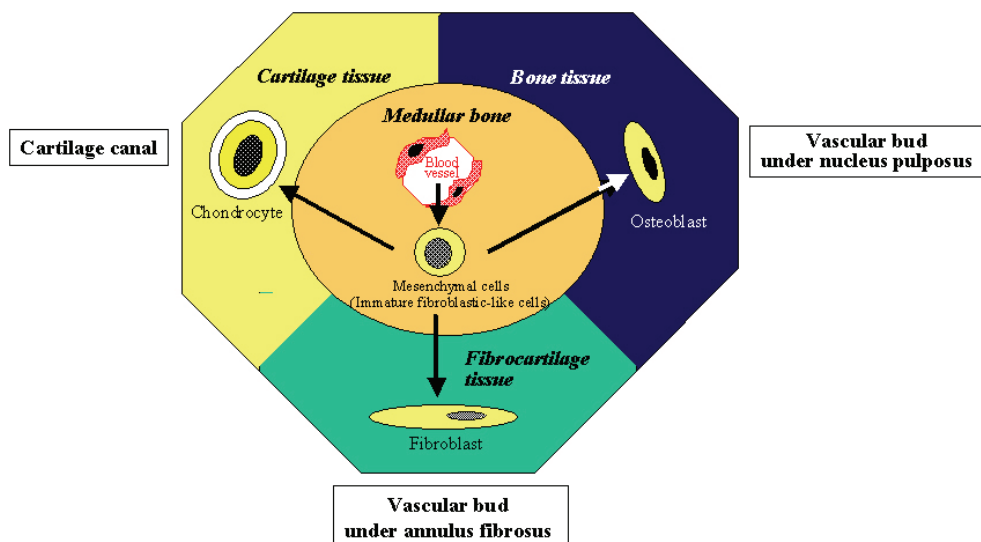 Cartilage tissue
Bone tissue
Medullar bone
Cartilage canal
Blood
vessel
Vascular bud
under nucleus pulposus
Chondrocyte
Osteoblast
Mesenchymal cells
(Immature fibroblastic-like cells)
Fibrocartilage
tissue
Fibroblast
Vascular bud
under annulus fibrosus